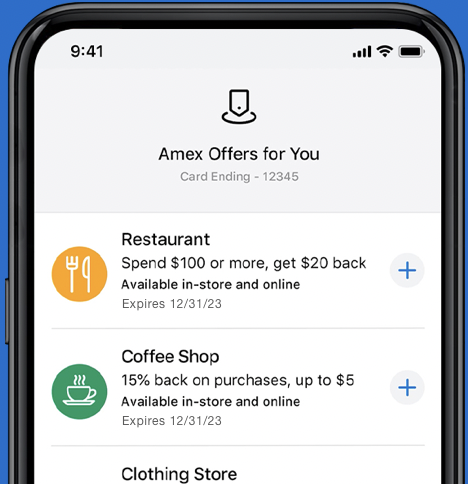 9:41
Amex Offers for You
Card Ending - 12345
Restaurant
Spend $100 or more, get $20 back
Available in-store and online
Expires 12/31/23
Coffee Shop
15% back on purchases, up to $5
Available in-store and online
Expires 12/31/23
Clothing Store